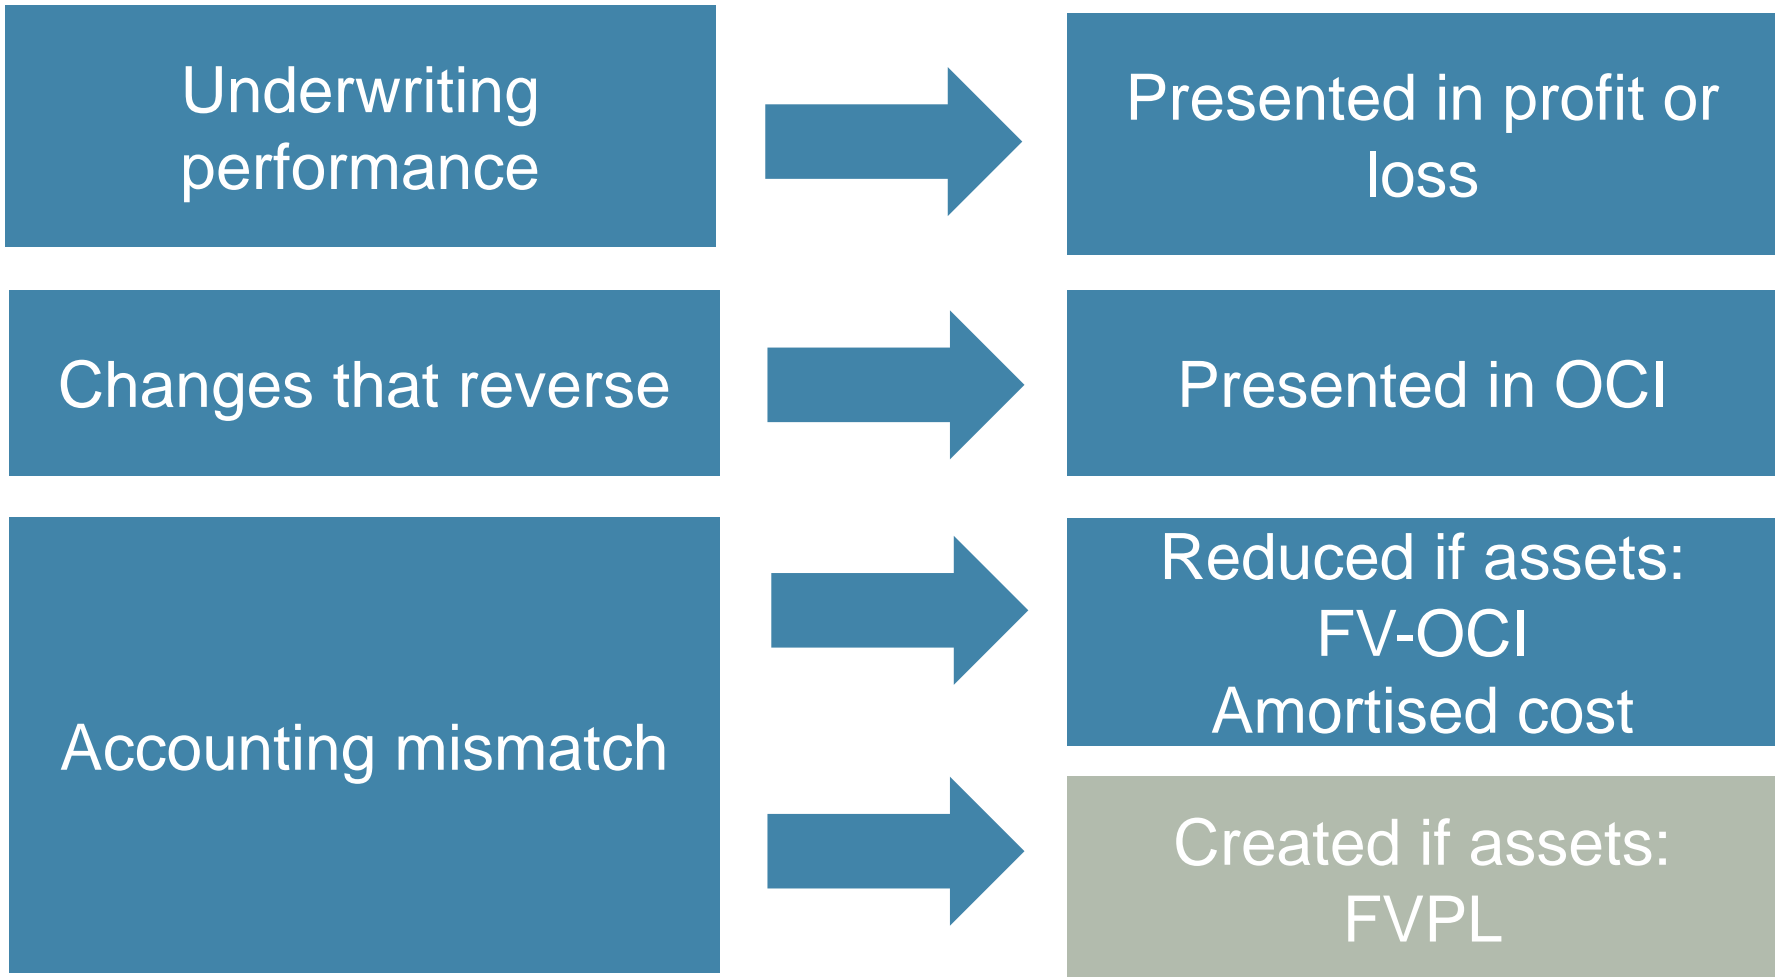 Underwriting
performance
Presented in profit or
loss
Changes that reverse
Presented in OCI
Accounting mismatch
Reduced if assets:
FV-OCI
Amortised cost
Created if assets:
FVPL